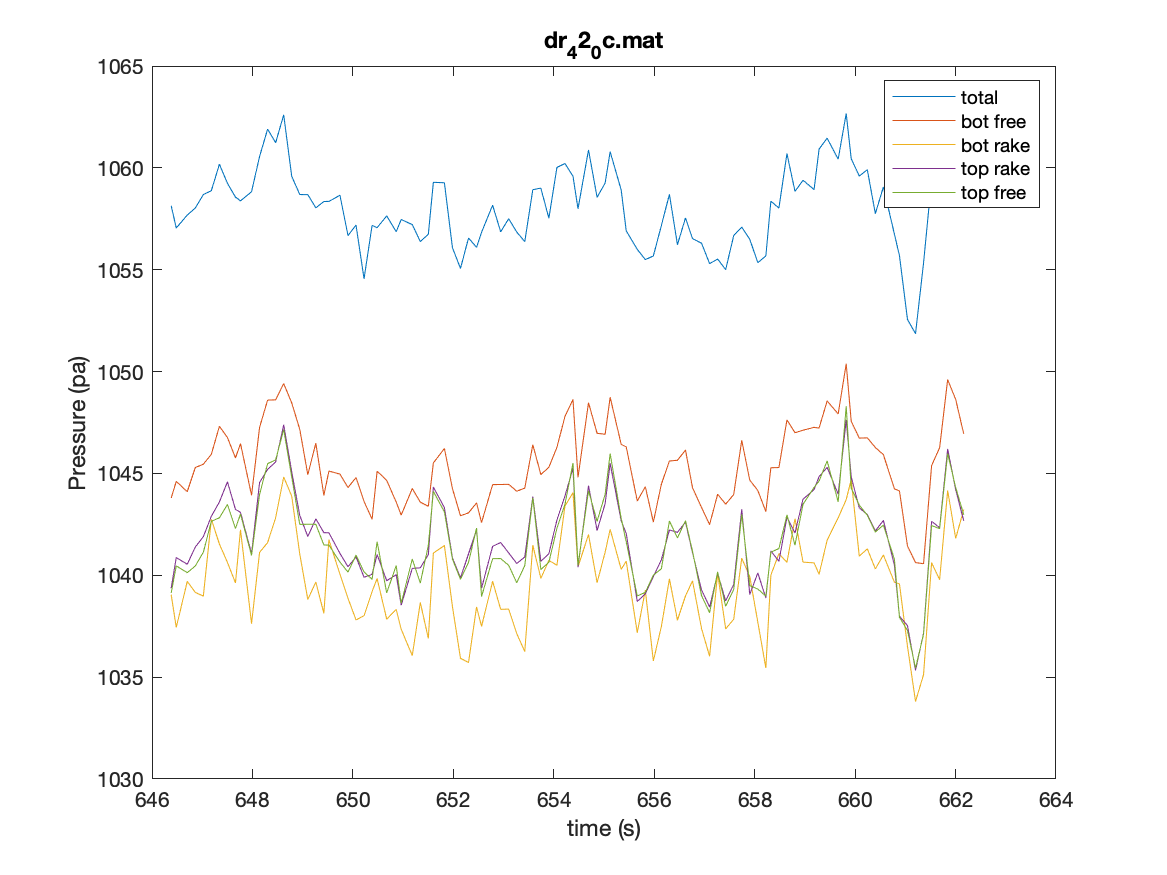 dr₄2₀c.mat
1065
1060
1055
1050
1045
1040
1035
1030
Pressure (pa)
total
bot free
bot rake
top rake
top free
646 648 650 652 654 656 658 660 662 664
time (s)